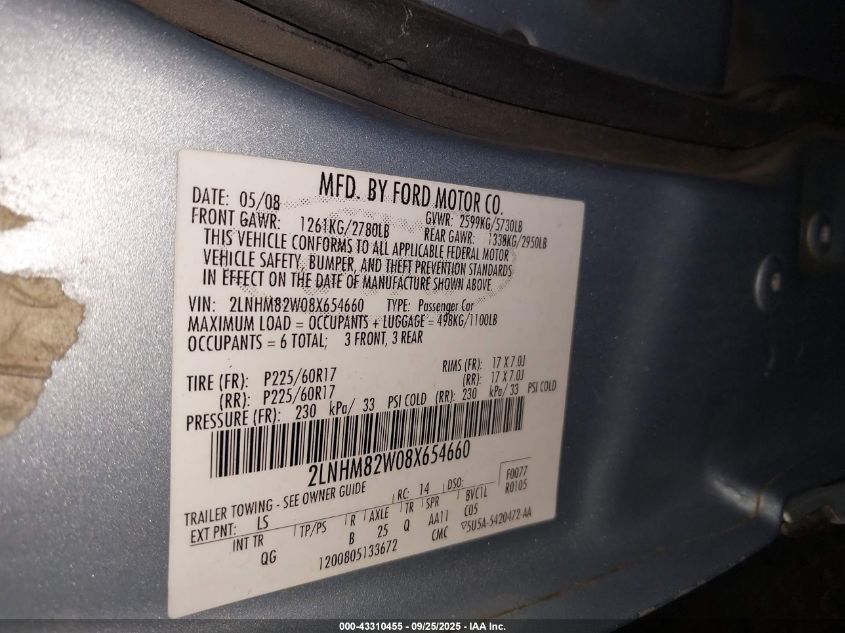 MFD. BY FORD MOTOR CO.
DATE: 05/08 GVWR: 2599KG/5730LB
FRONT GAWR: 1261KG/2780LB REAR GAWR: 1338KG/2950LB
THIS VEHICLE CONFORMS TO ALL APPLICABLE FEDERAL MOTOR
VEHICLE SAFETY, BUMPER, AND THEFT PREVENTION STANDARDS
IN EFFECT ON THE DATE OF MANUFACTURE SHOWN ABOVE.
VIN: 2LNHM82W08X654660 TYPE: Passenger Car
MAXIMUM LOAD = OCCUPANTS + LUGGAGE = 498KG/1100LB
OCCUPANTS = 6 TOTAL; 3 FRONT, 3 REAR
TIRE (FR): P225/60R17 RIMS (FR): 17 X 7.0J
(RR): P225/60R17 (RR): 17 X 7.0J
PRESSURE (FR): 230 kPa/ 33 PSI COLD (RR): 230 kPa/ 33 PSI COLD
2LNHM82W08X654660
TRAILER TOWING - SEE OWNER GUIDE
F0077
R0105
EXT PNT: LS RC: 14 DSO:
INT TR TP/PS R AXLE TR SPR BVC1L
QG B 25 Q AA11 C05
1200805133672 CMC 5U5A-5420472-AA
000-43310455 - 09/25/2025 - IAA Inc.